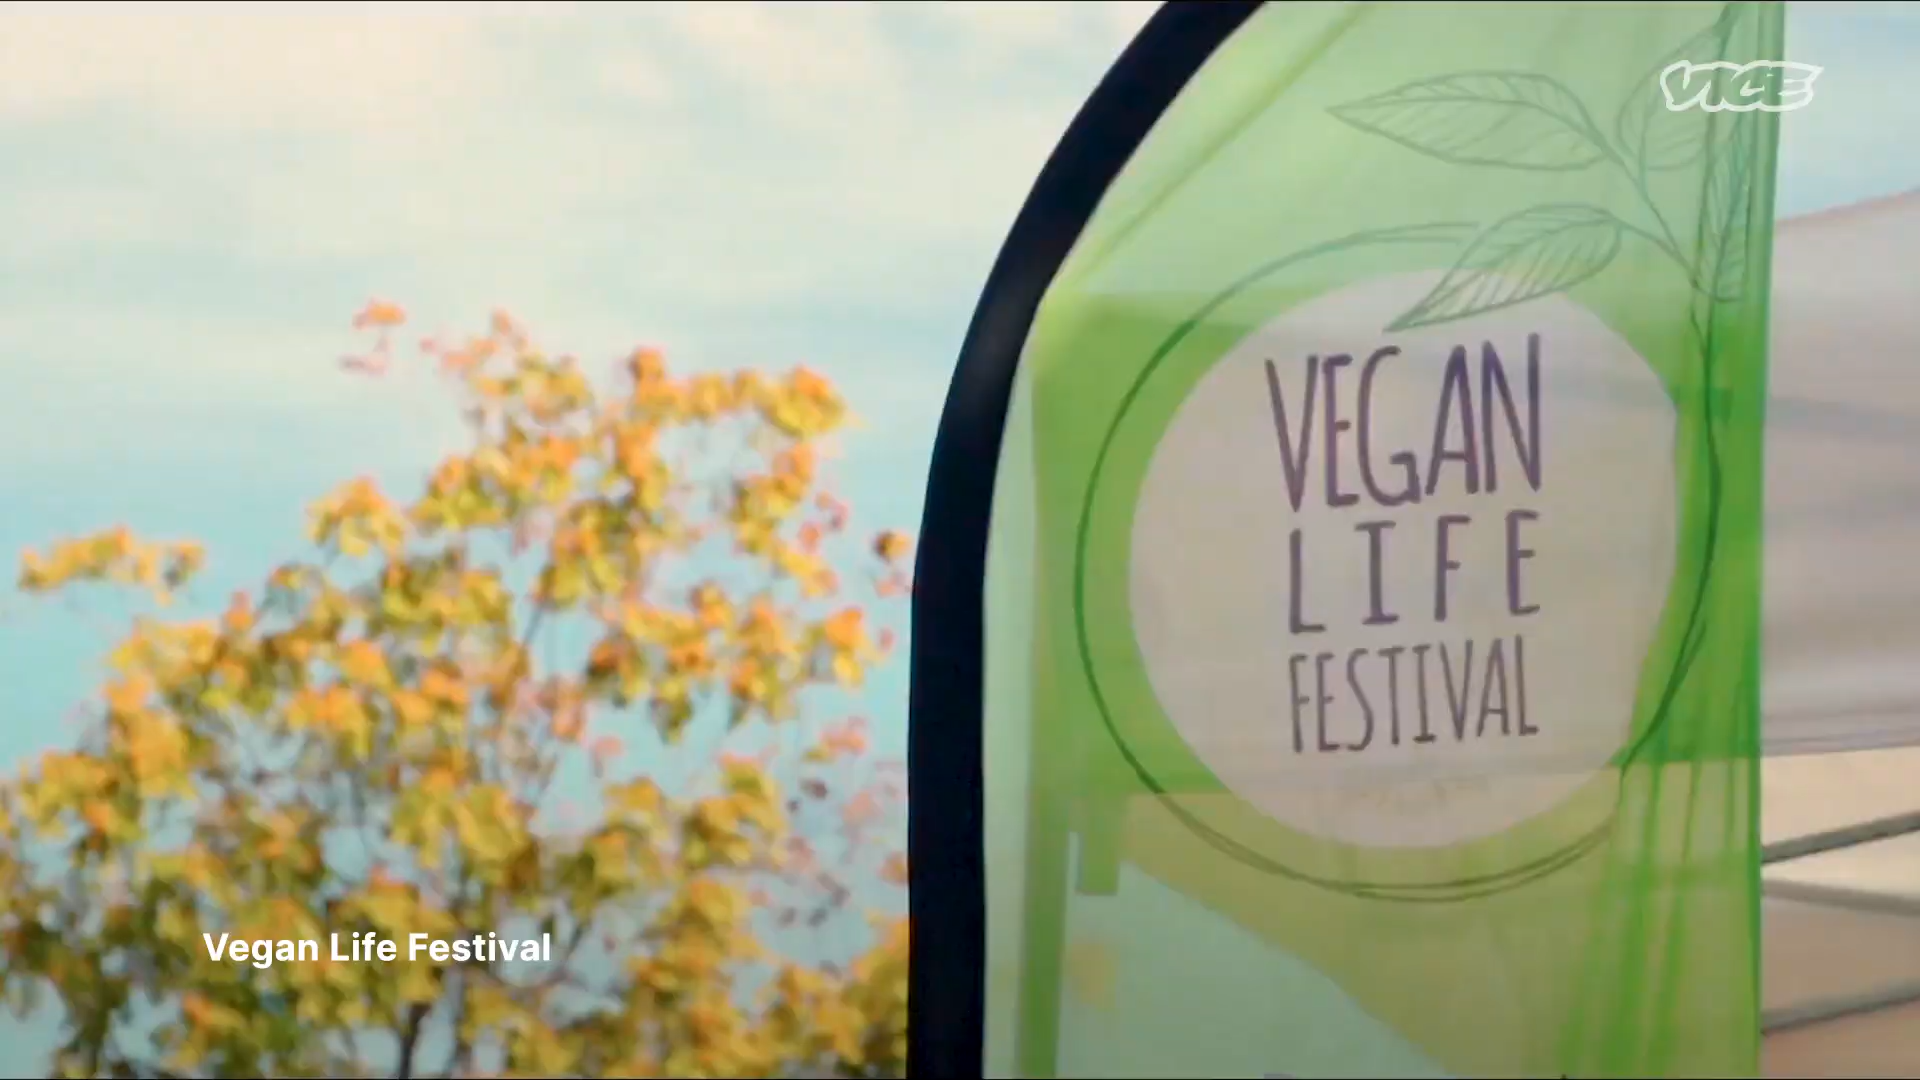 VICE
VEGAN
LIFE
FESTIVAL
Vegan Life Festival